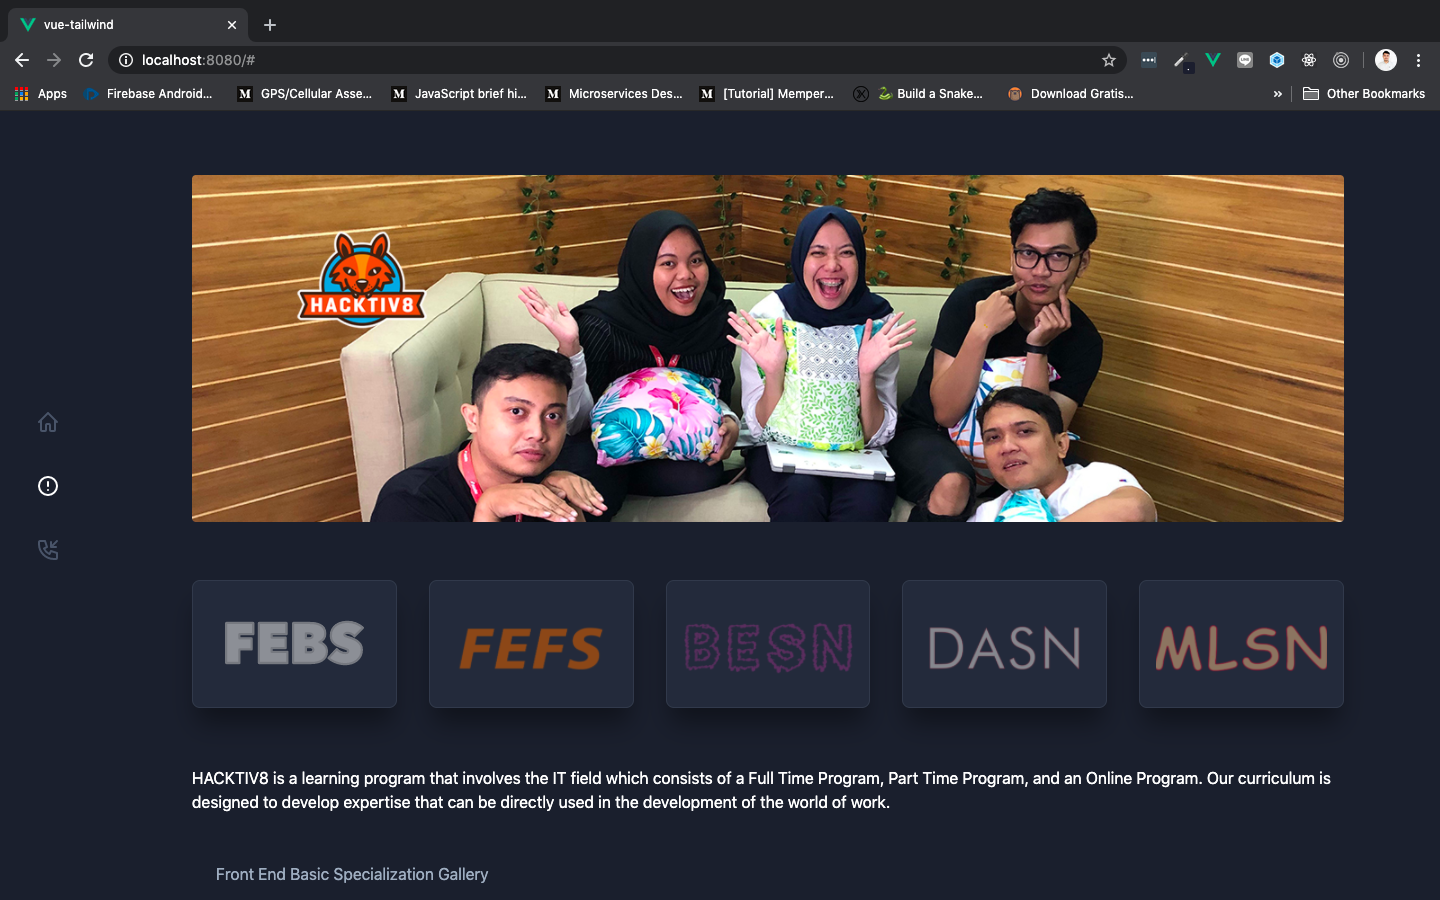 vue-tailwind
localhost:8080/#
Apps
Firebase Android...
GPS/Cellular Asse...
JavaScript brief hi...
Microservices Des...
[Tutorial] Memper...
Build a Snake...
Download Gratis...
Other Bookmarks
HACKTIV8
FEBS
FEFS
BESN
DASN
MLSN
HACKTIV8 is a learning program that involves the IT field which consists of a Full Time Program, Part Time Program, and an Online Program. Our curriculum is
designed to develop expertise that can be directly used in the development of the world of work.
Front End Basic Specialization Gallery